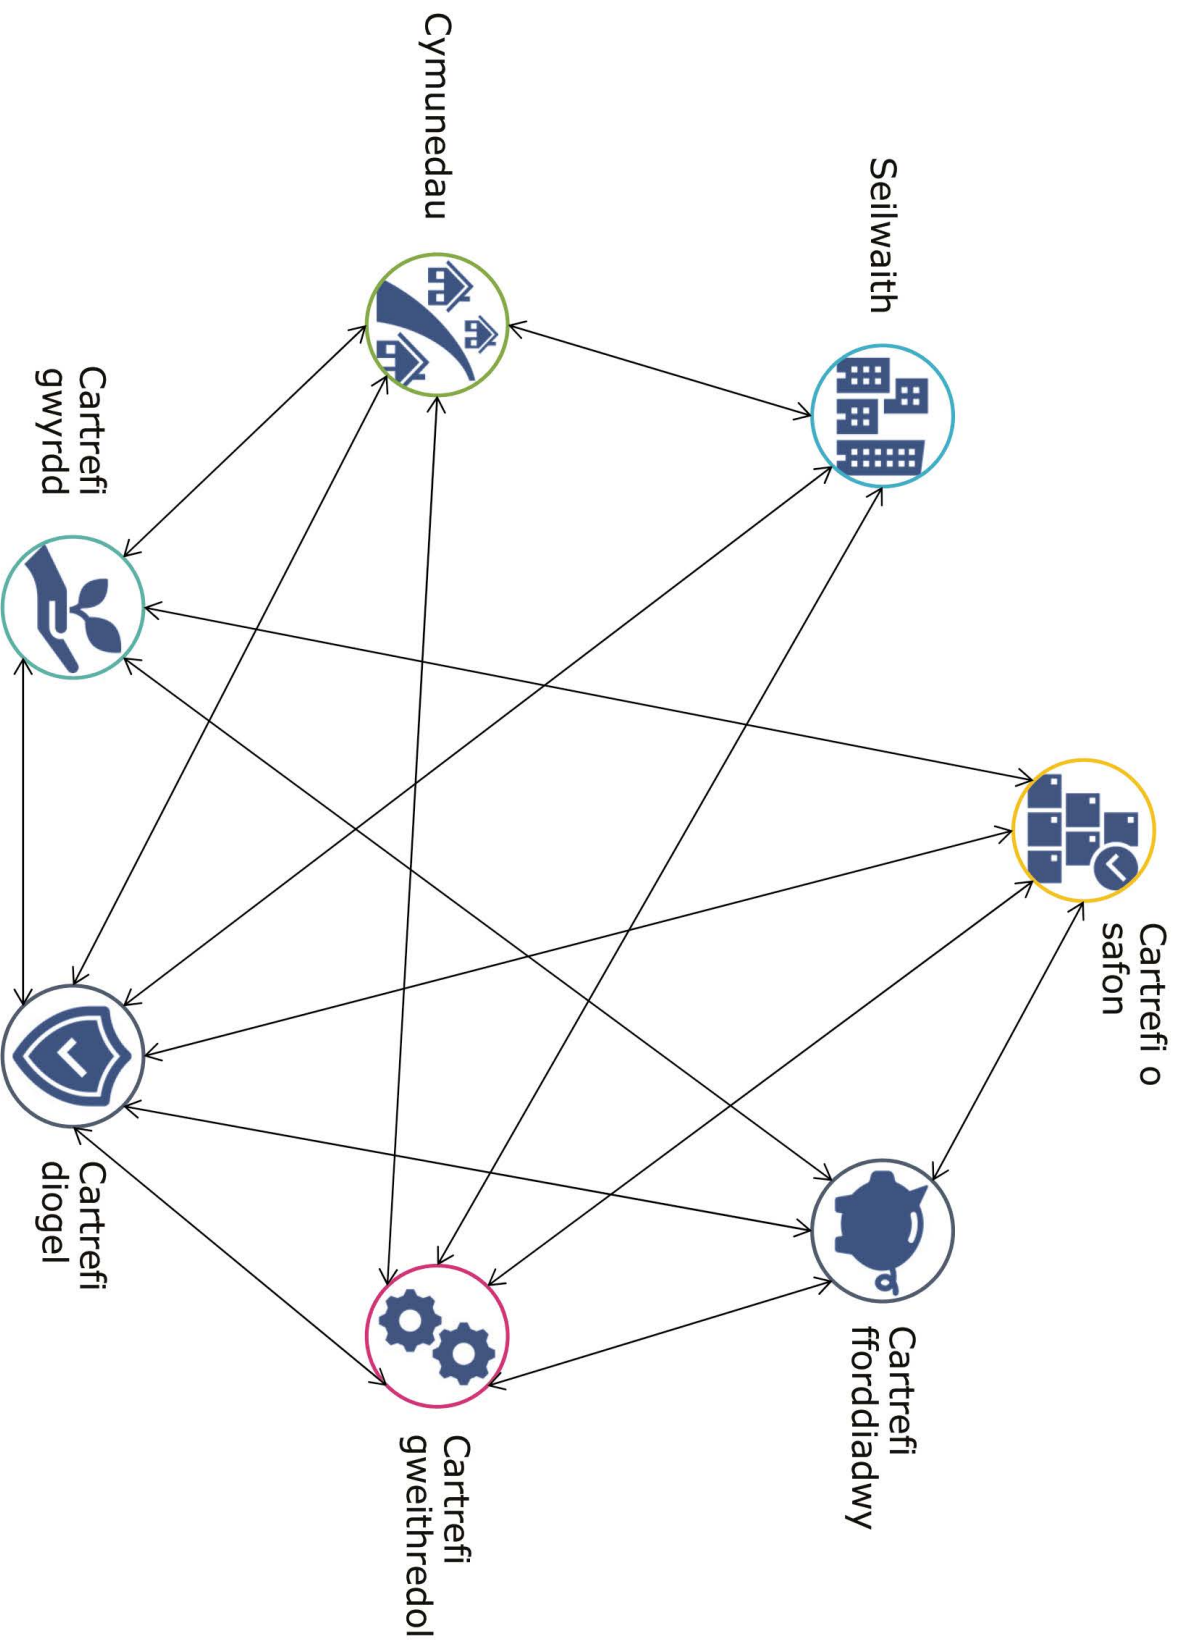 Cartrefi o
safon
Seilwaith
Cartrefi
fforddiadwy
Cymunedau
Cartrefi
gweithredol
Cartrefi
gwyrdd
Cartrefi
diogel